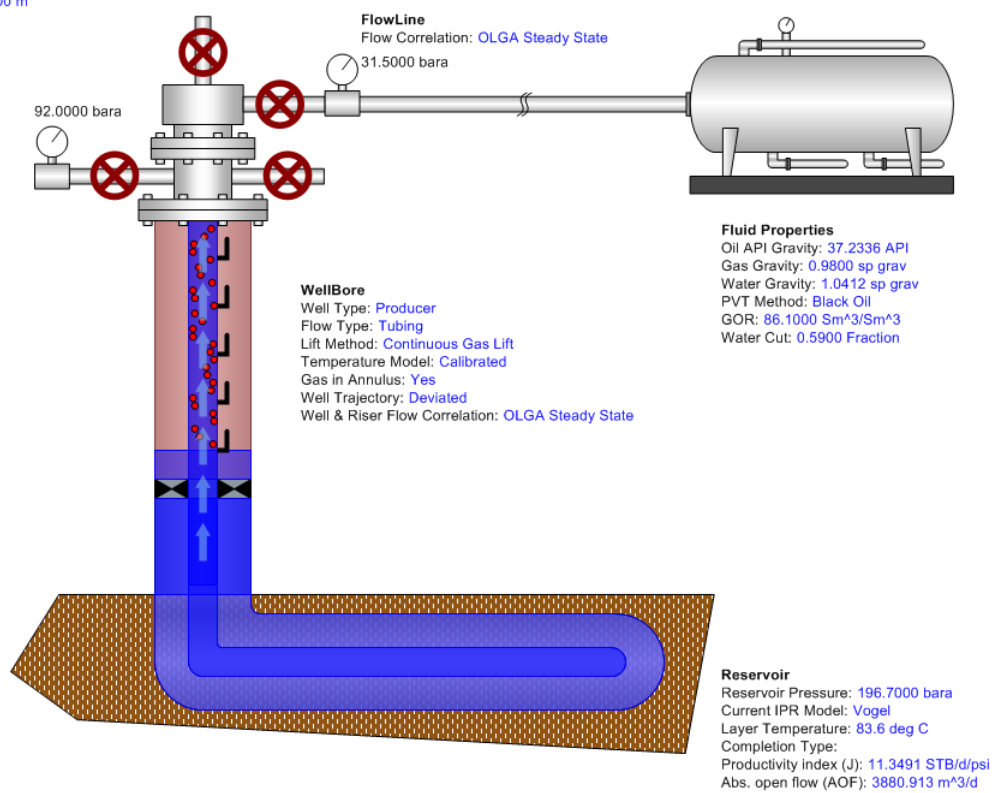 00 m
FlowLine
Flow Correlation: OLGA Steady State
31.5000 bara
92.0000 bara
Fluid Properties
Oil API Gravity: 37.2336 API
Gas Gravity: 0.9800 sp grav
Water Gravity: 1.0412 sp grav
PVT Method: Black Oil
GOR: 86.1000 Sm^3/Sm^3
Water Cut: 0.5900 Fraction
WellBore
Well Type: Producer
Flow Type: Tubing
Lift Method: Continuous Gas Lift
Temperature Model: Calibrated
Gas in Annulus: Yes
Well Trajectory: Deviated
Well & Riser Flow Correlation: OLGA Steady State
Reservoir
Reservoir Pressure: 196.7000 bara
Current IPR Model: Vogel
Layer Temperature: 83.6 deg C
Completion Type:
Productivity index (J): 11.3491 STB/d/psi
Abs. open flow (AOF): 3880.913 m^3/d